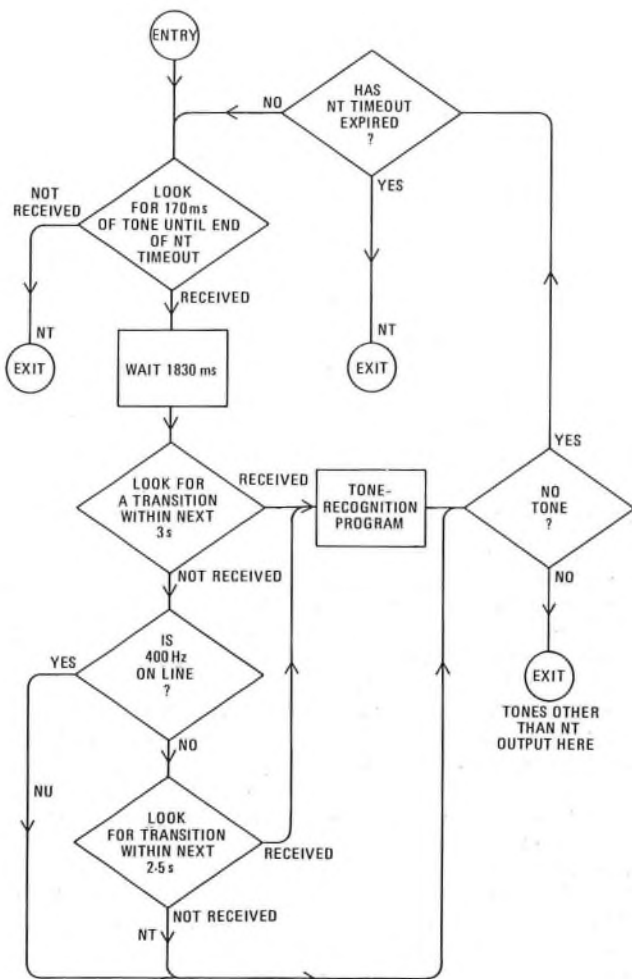 ENTRY
HAS
NT TIMEOUT
EXPIRED
?
NO
YES
NT
EXIT
LOOK
FOR 170ms
OF TONE UNTIL END
OF NT
TIMEOUT
NOT
RECEIVED
NT
EXIT
RECEIVED
WAIT 1830 ms
LOOK FOR
A TRANSITION
WITHIN NEXT
3s
RECEIVED
TONE-
RECOGNITION
PROGRAM
NO
TONE
?
YES
NO
EXIT
TONES OTHER
THAN NT
OUTPUT HERE
NOT RECEIVED
IS
400Hz
ON LINE
?
YES
NU
NO
LOOK
FOR TRANSITION
WITHIN NEXT
2·5s
RECEIVED
NOT RECEIVED
NT